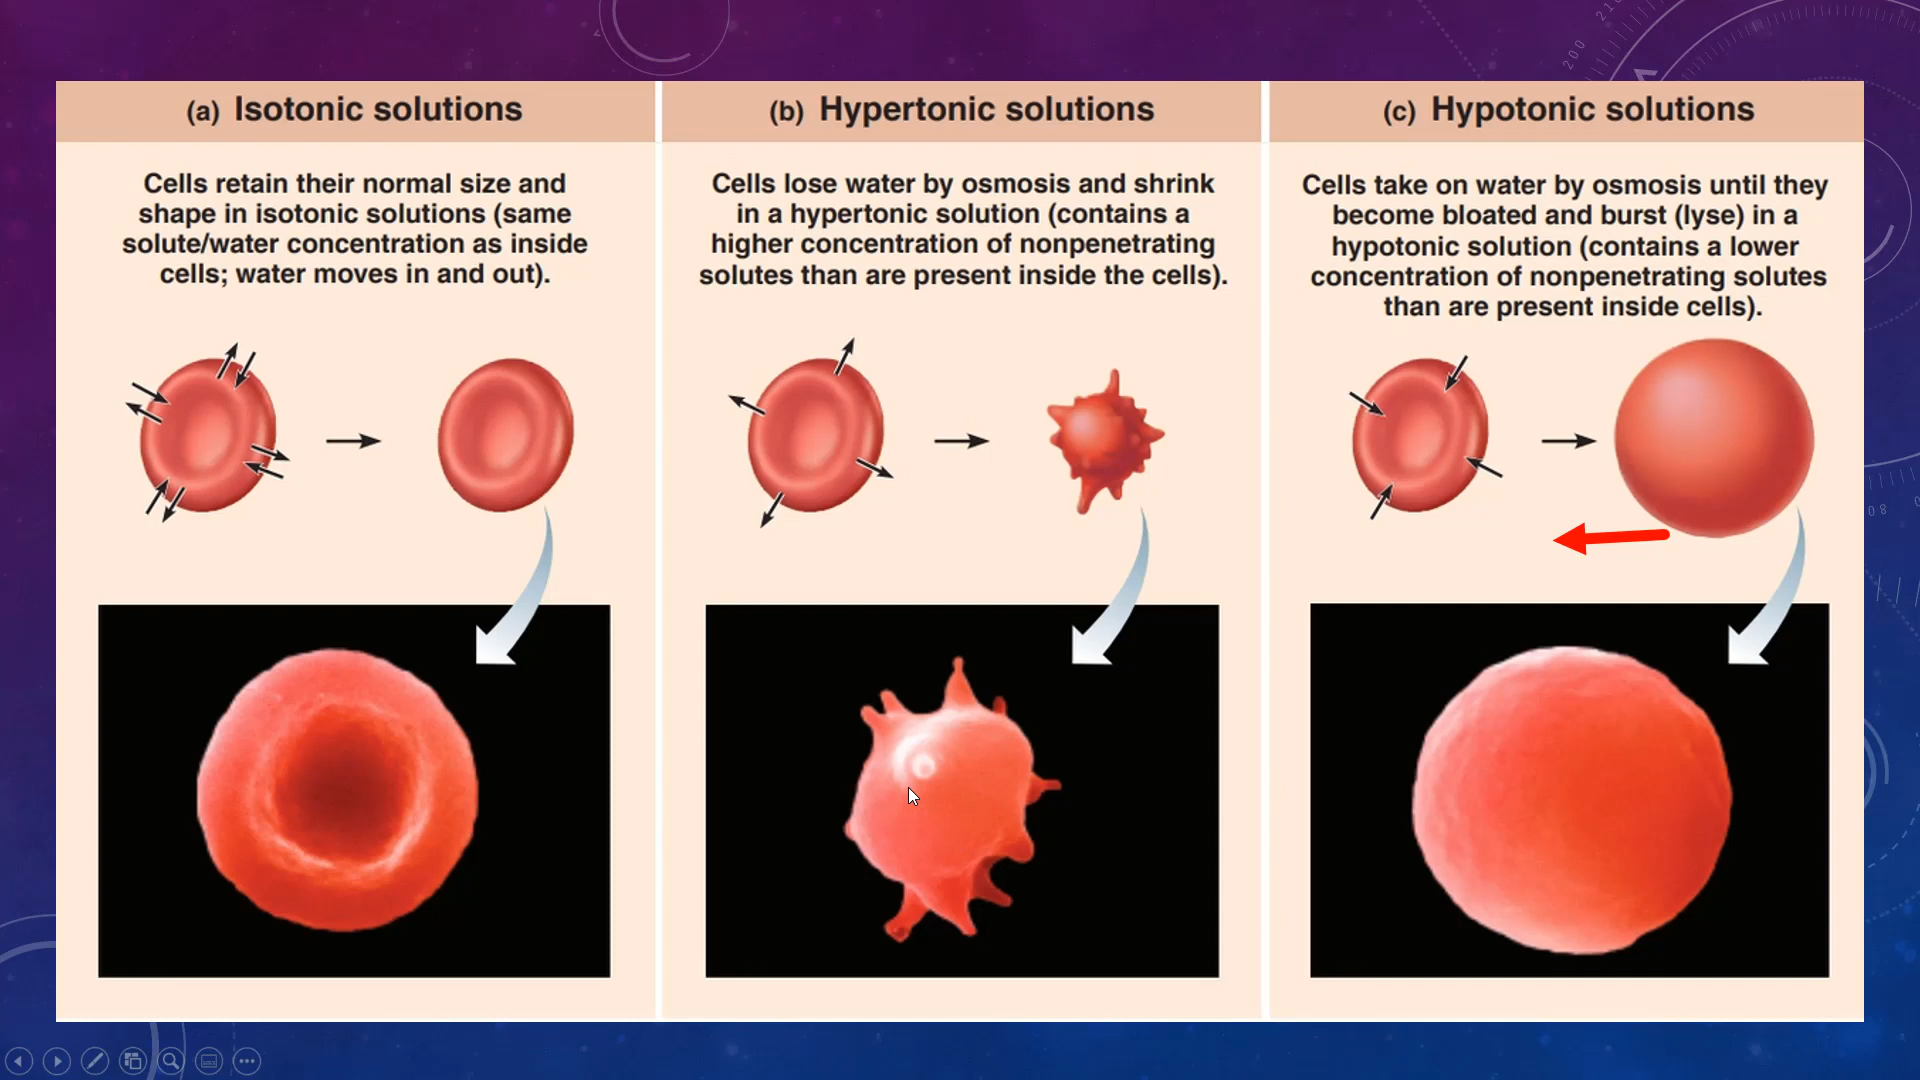 (a) Isotonic solutions
Cells retain their normal size and
shape in isotonic solutions (same
solute/water concentration as inside
cells; water moves in and out).
(b) Hypertonic solutions
Cells lose water by osmosis and shrink
in a hypertonic solution (contains a
higher concentration of nonpenetrating
solutes than are present inside the cells).
(c) Hypotonic solutions
Cells take on water by osmosis until they
become bloated and burst (lyse) in a
hypotonic solution (contains a lower
concentration of nonpenetrating solutes
than are present inside cells).
200
80